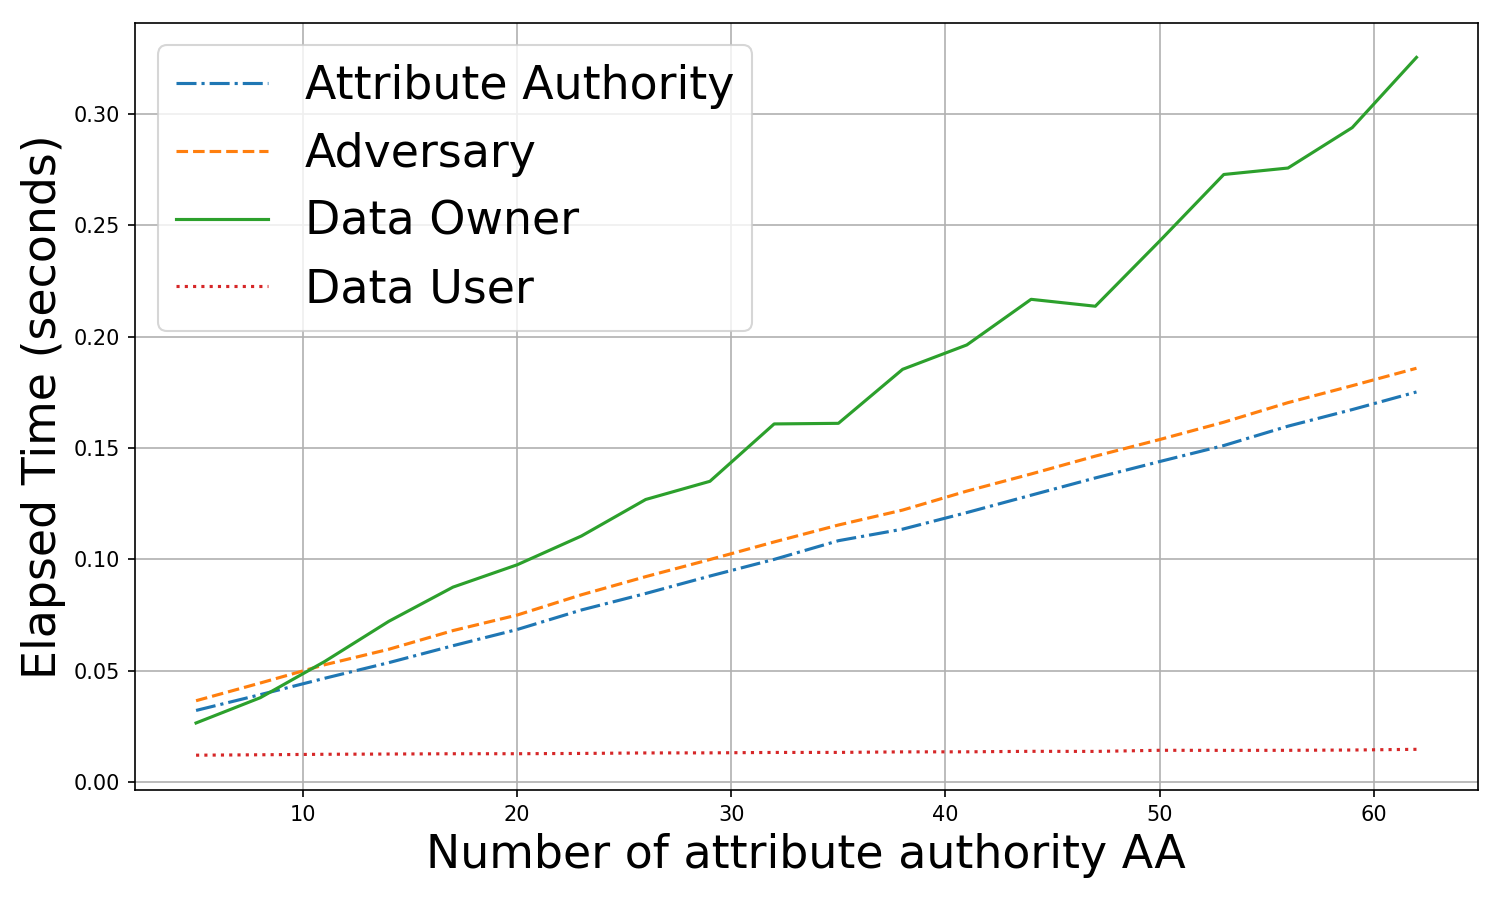 Attribute Authority
Adversary
Data Owner
Data User
Elapsed Time (seconds)
0.30
0.25
0.20
0.15
0.10
0.05
0.00
10 20 30 40 50 60
Number of attribute authority AA